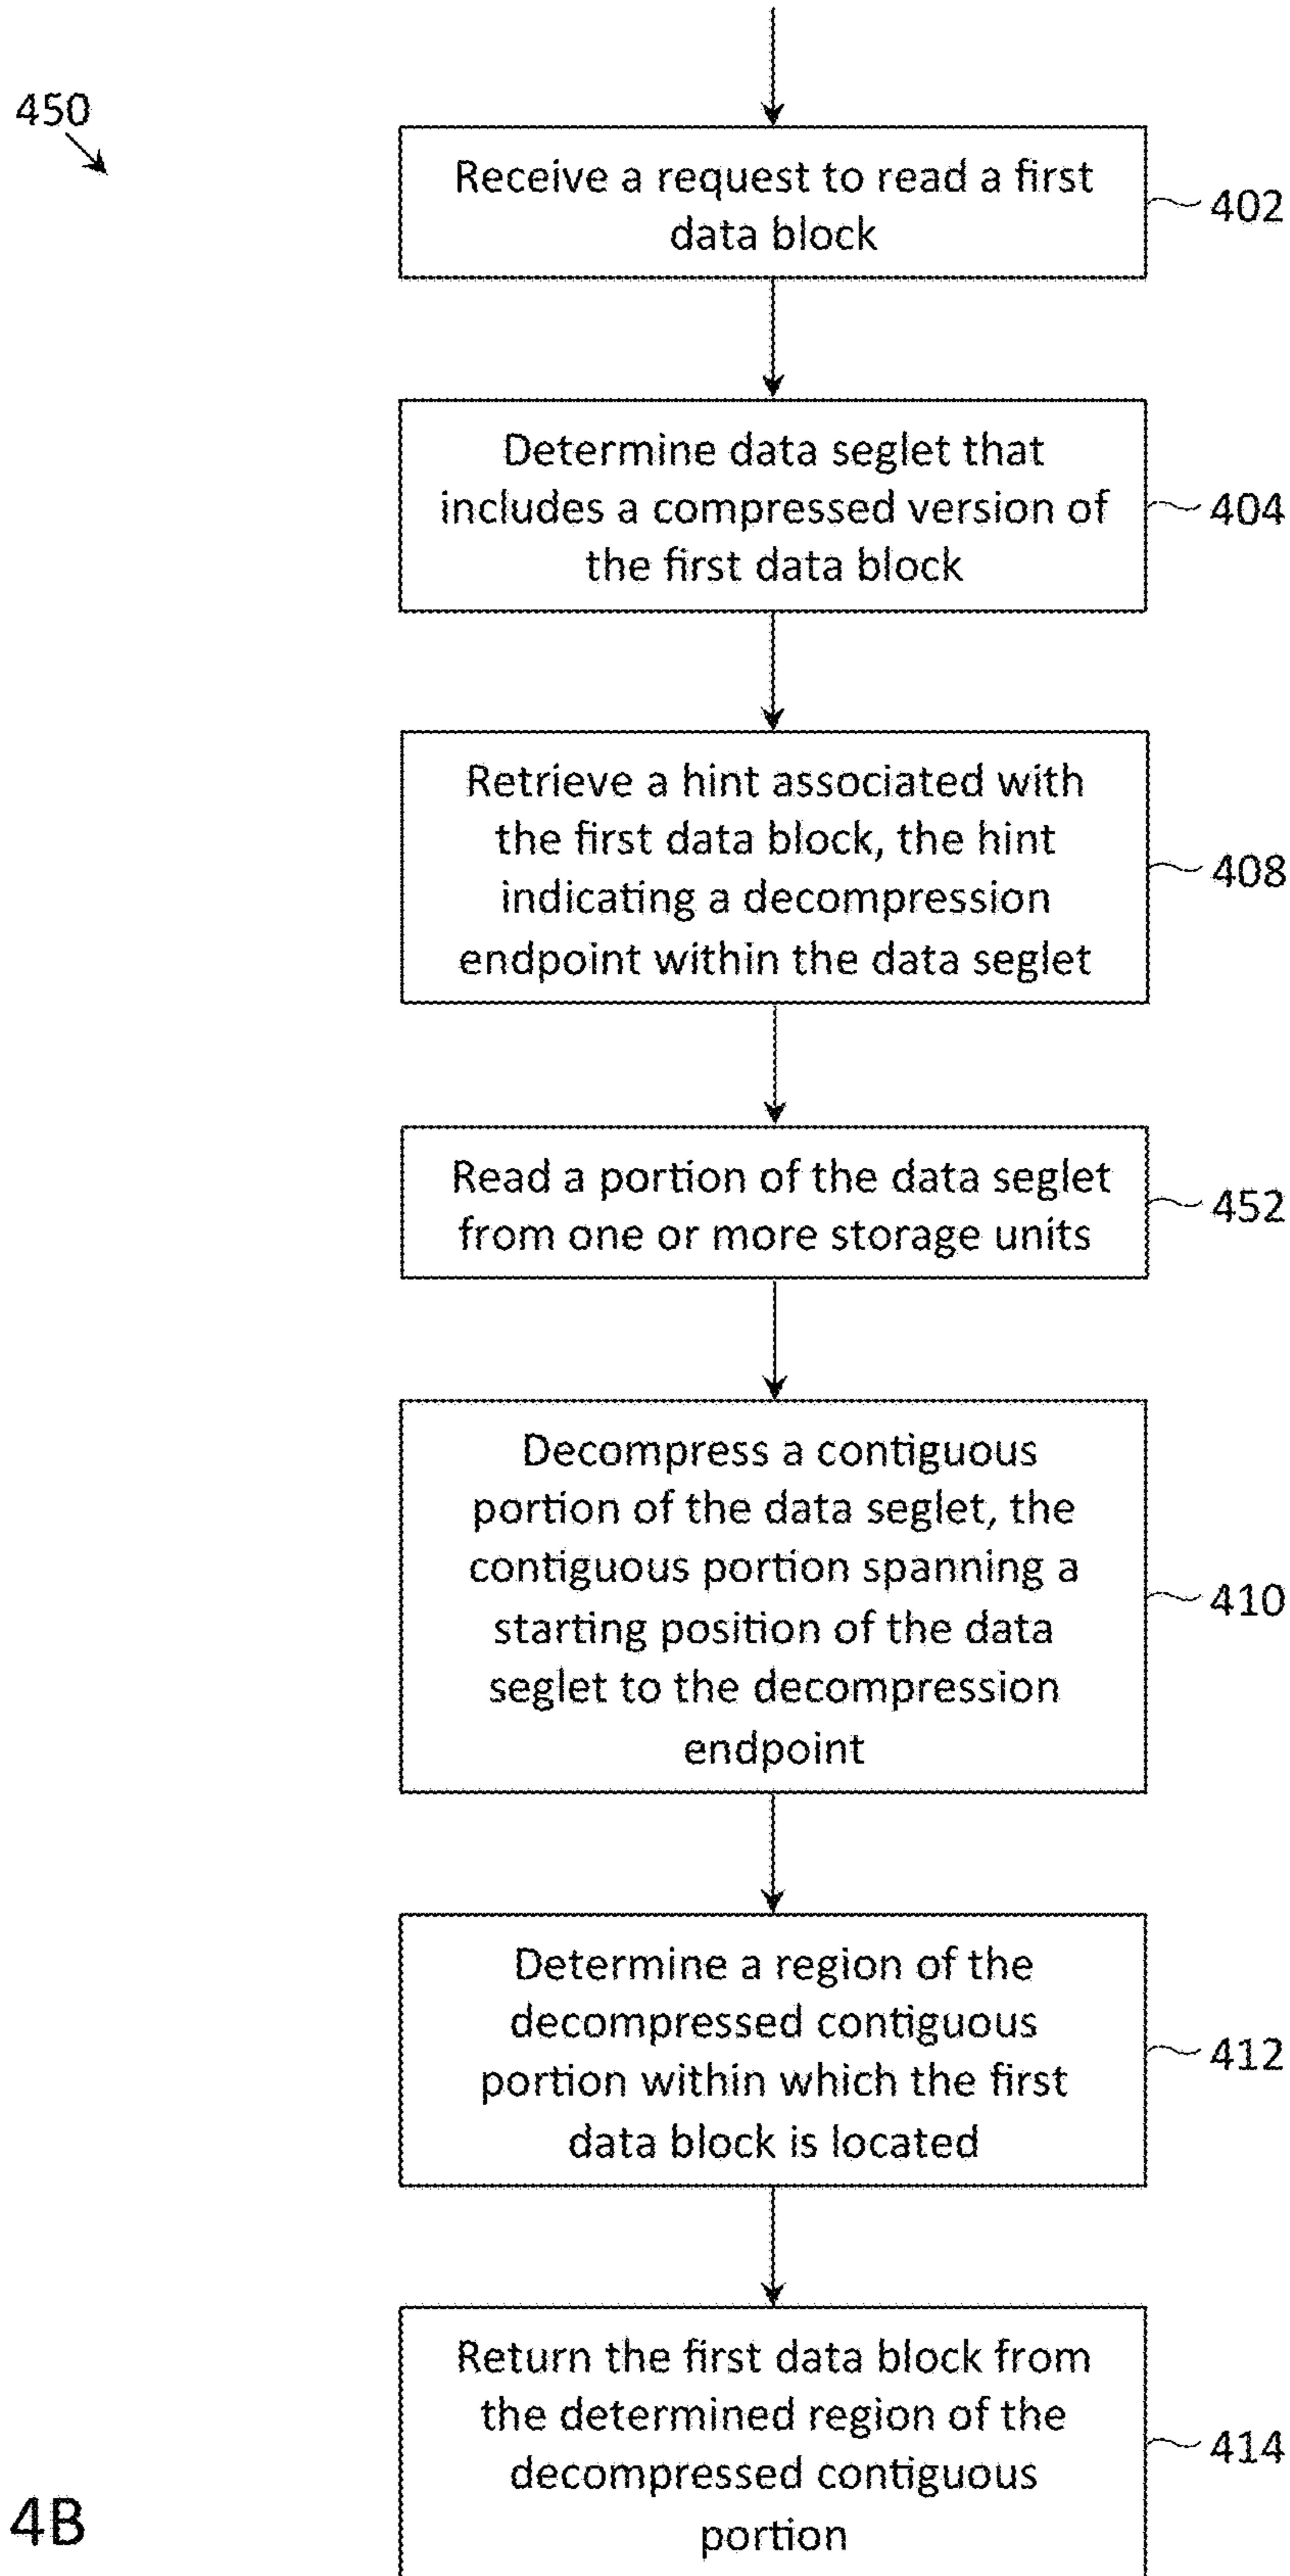 450
Receive a request to read a first
data block
402
Determine data seglet that
includes a compressed version of
the first data block
404
Retrieve a hint associated with
the first data block, the hint
indicating a decompression
endpoint within the data seglet
408
Read a portion of the data seglet
from one or more storage units
452
Decompress a contiguous
portion of the data seglet, the
contiguous portion spanning a
starting position of the data
seglet to the decompression
endpoint
410
Determine a region of the
decompressed contiguous
portion within which the first
data block is located
412
Return the first data block from
the determined region of the
decompressed contiguous
portion
414
4B